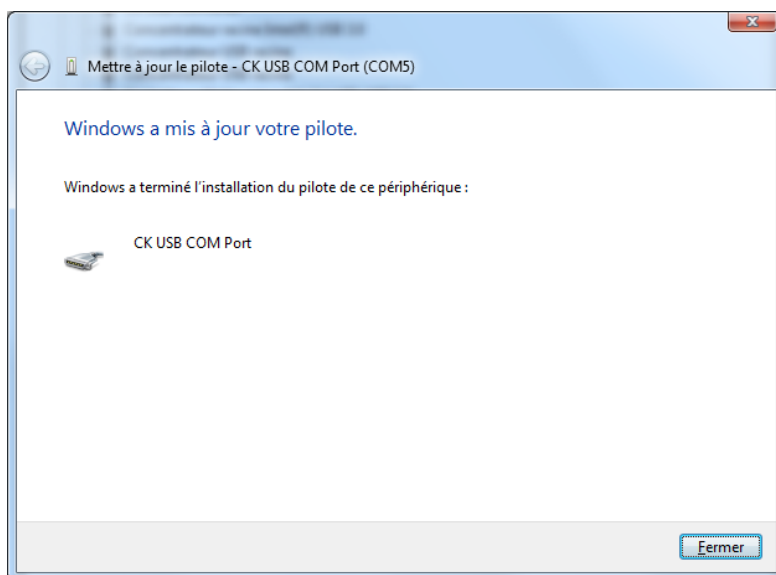 Mettre à jour le pilote - CK USB COM Port (COM5)
Windows a mis à jour votre pilote.
Windows a terminé l'installation du pilote de ce périphérique :
CK USB COM Port
Fermer